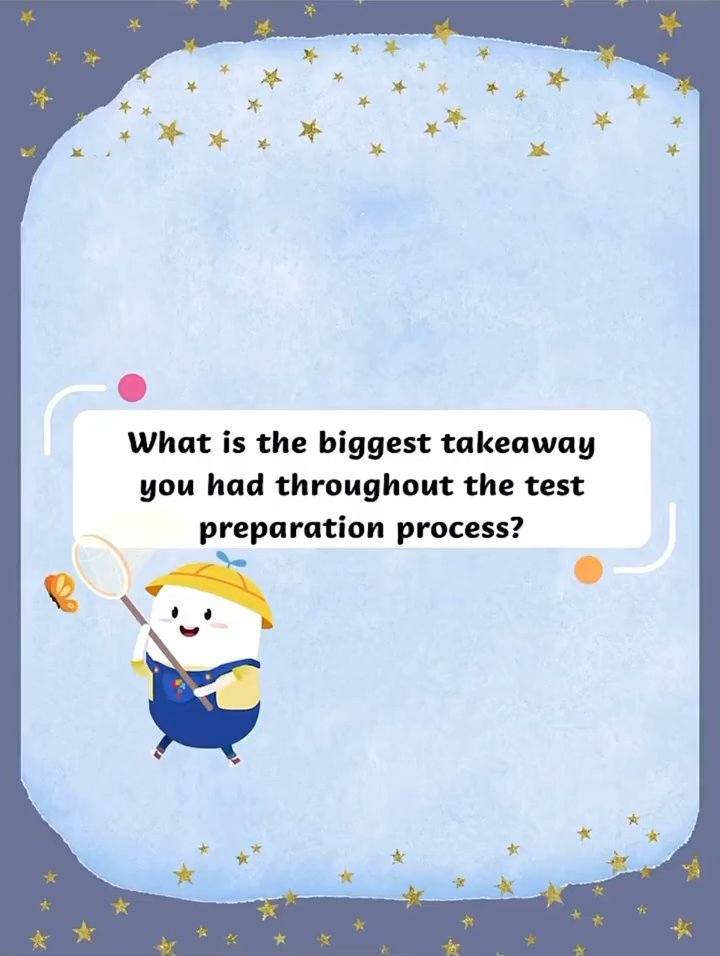 What is the biggest takeaway
you had throughout the test
preparation process?